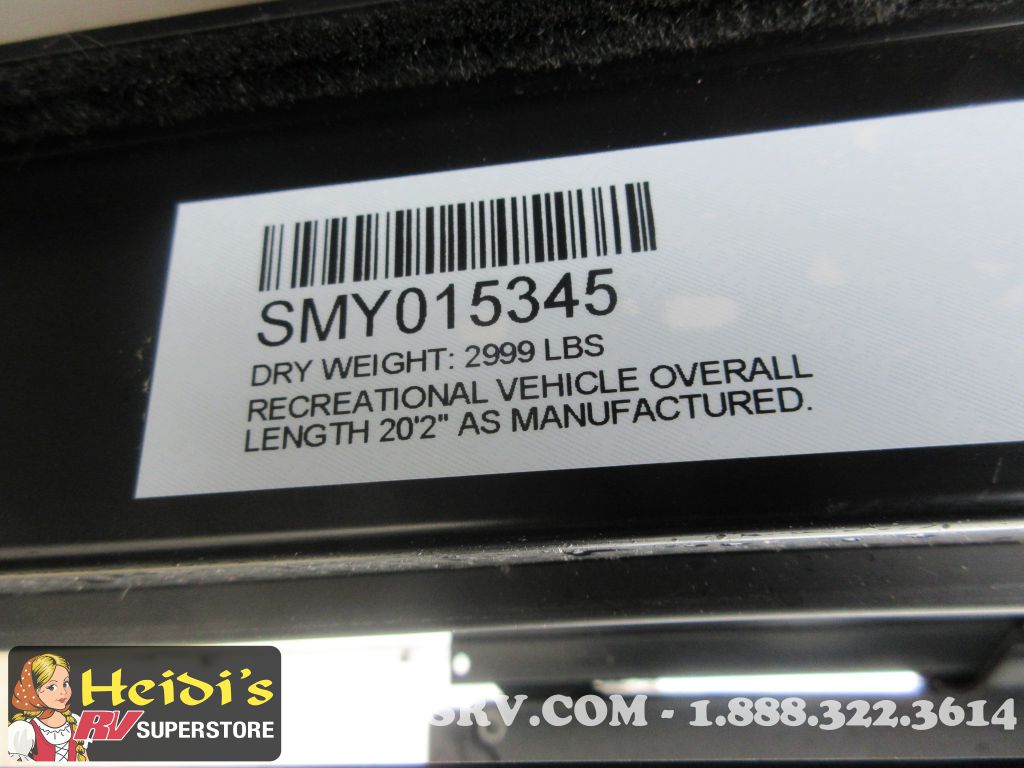 SMY015345
DRY WEIGHT: 2999 LBS
RECREATIONAL VEHICLE OVERALL
LENGTH 20'2" AS MANUFACTURED.
Heidi's
RV SUPERSTORE
SRV.COM - 1.888.322.3614